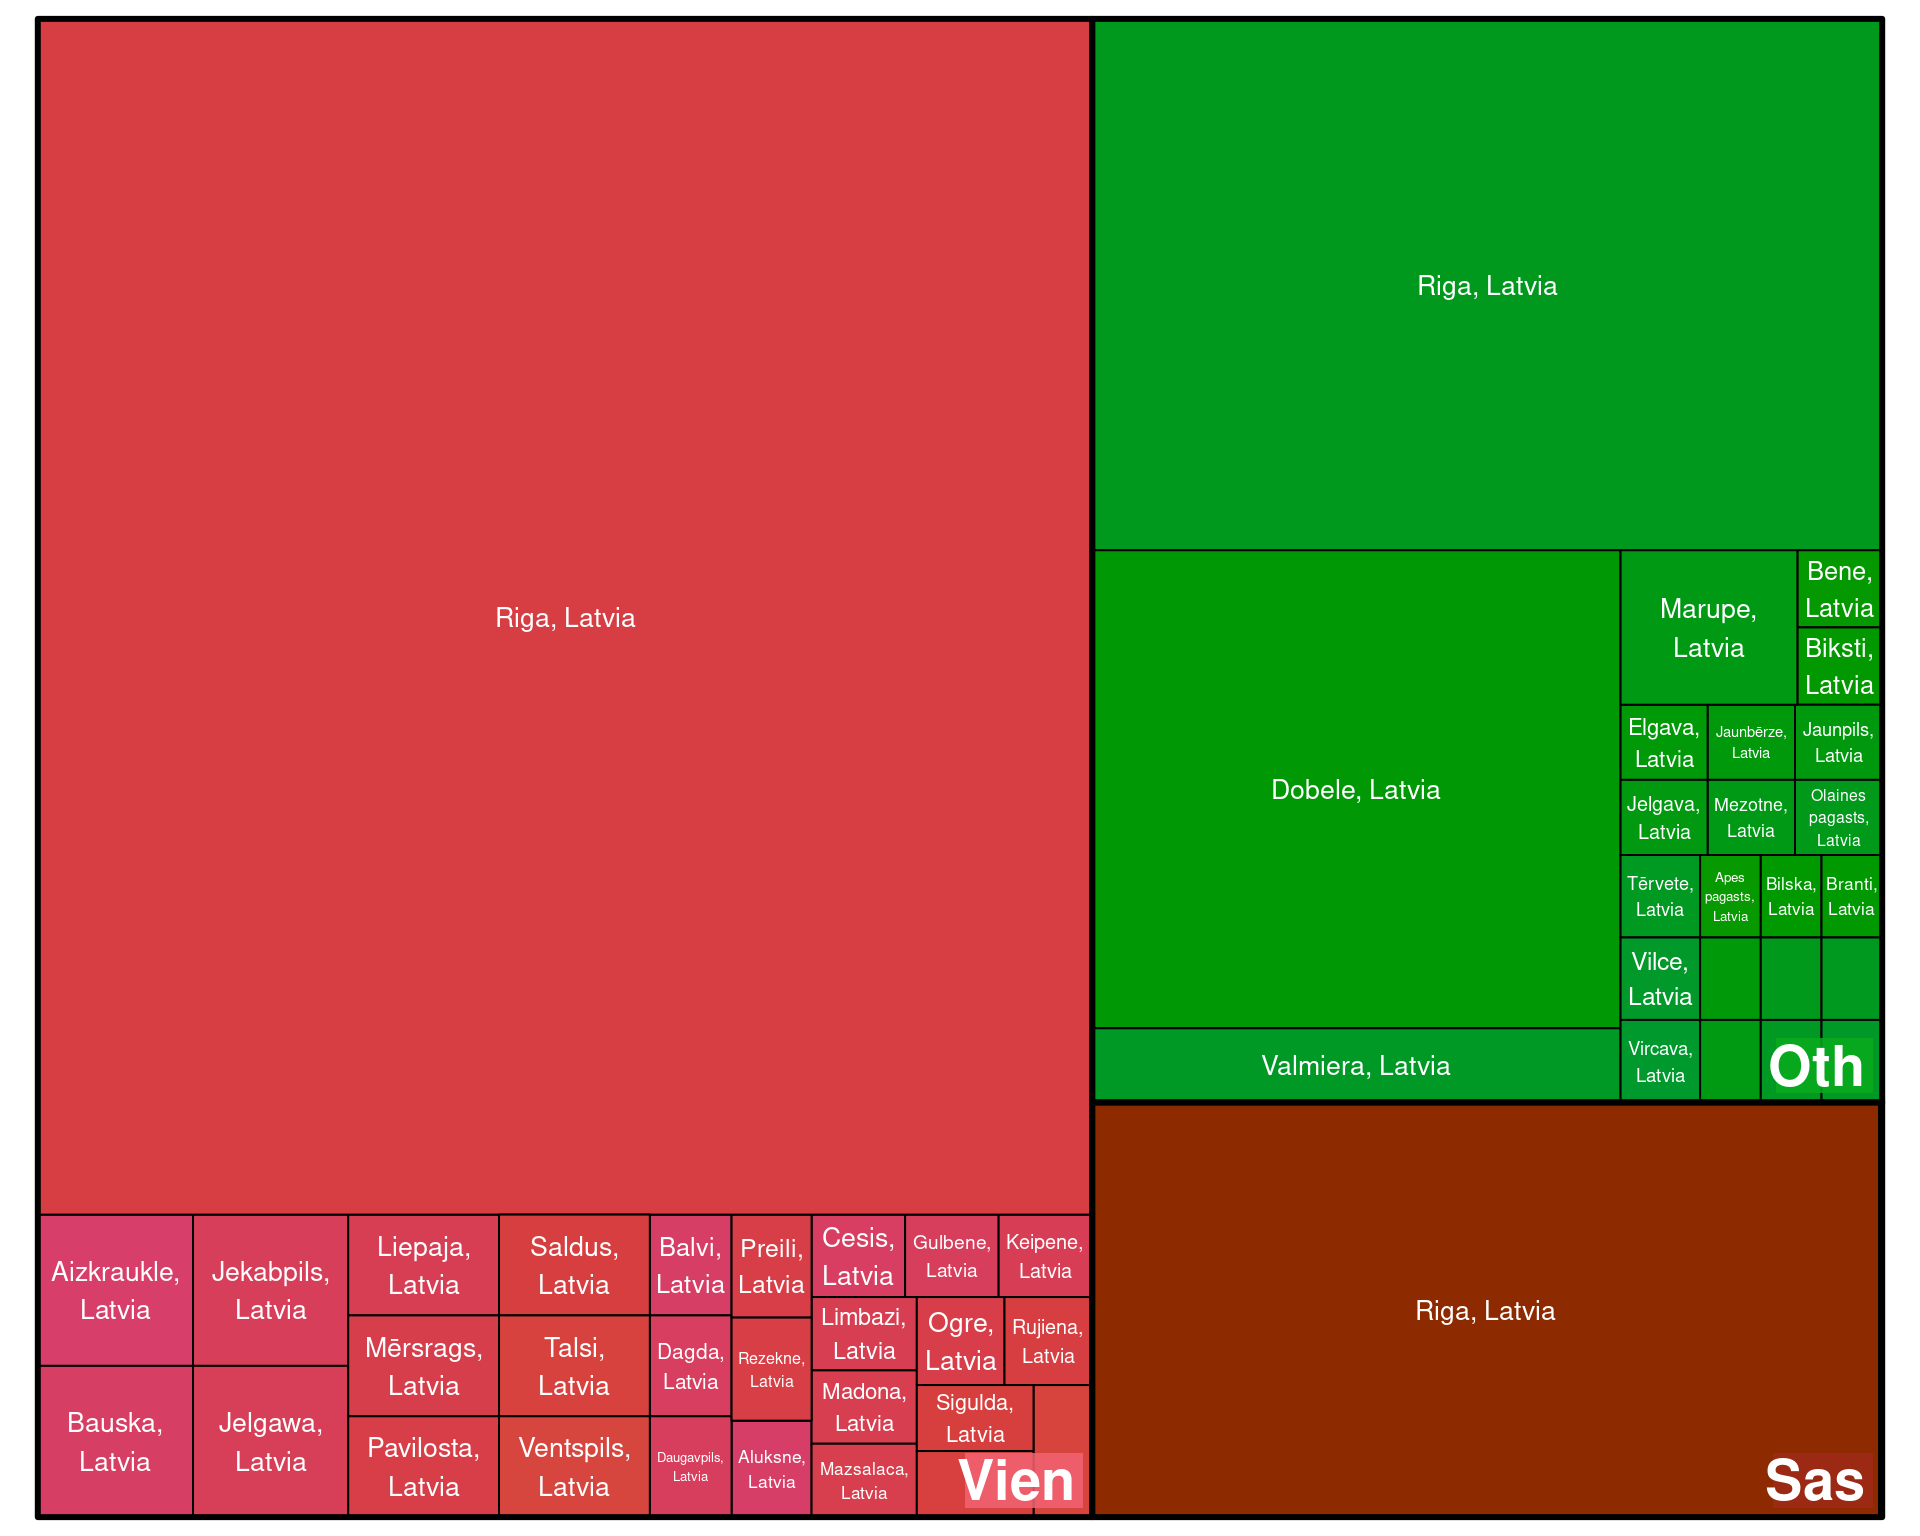 Riga, Latvia
Aizkraukle,
Latvia
Jekabpils,
Latvia
Bauska,
Latvia
Jelgawa,
Latvia
Liepaja,
Latvia
Saldus,
Latvia
Mērsrags,
Latvia
Talsi,
Latvia
Pavilosta,
Latvia
Ventspils,
Latvia
Balvi,
Latvia
Preili,
Latvia
Dagda,
Latvia
Rezekne,
Latvia
Daugavpils,
Latvia
Aluksne,
Latvia
Cesis,
Latvia
Gulbene,
Latvia
Keipene,
Latvia
Limbazi,
Latvia
Ogre,
Latvia
Rujiena,
Latvia
Madona,
Latvia
Sigulda,
Latvia
Mazsalaca,
Latvia
Vien
Riga, Latvia
Dobele, Latvia
Valmiera, Latvia
Marupe,
Latvia
Bene,
Latvia
Biksti,
Latvia
Elgava,
Latvia
Jaunbērze,
Latvia
Jaunpils,
Latvia
Jelgava,
Latvia
Mezotne,
Latvia
Olaines
pagasts,
Latvia
Tērvete,
Latvia
Apes
pagasts,
Latvia
Bilska,
Latvia
Branti,
Latvia
Vilce,
Latvia
Vircava,
Latvia
Oth
Riga, Latvia
Sas